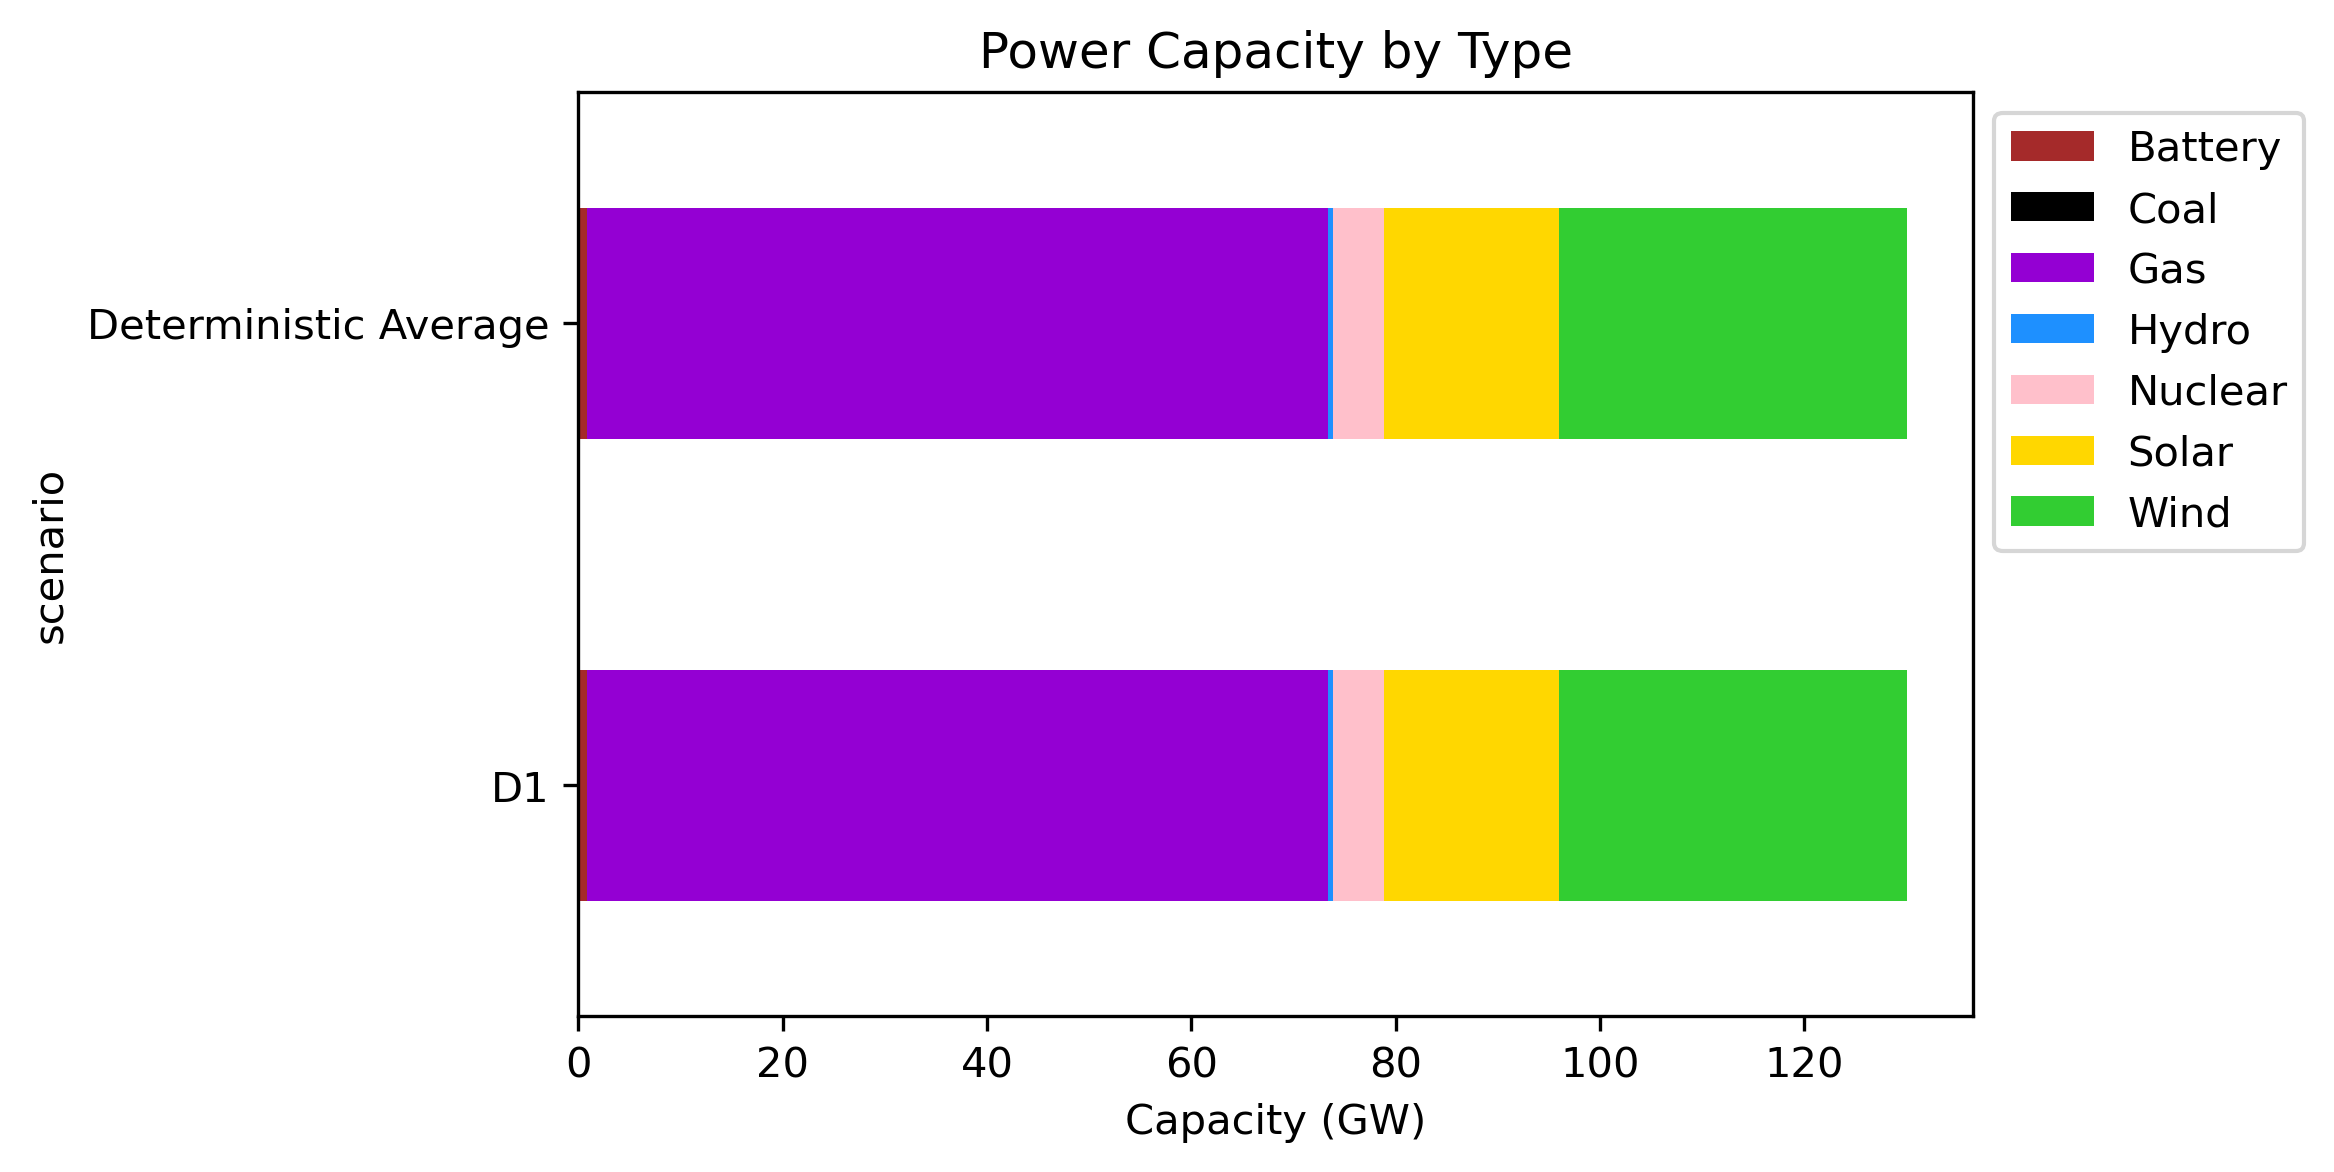 Power Capacity by Type
Battery
Coal
Gas
Hydro
Nuclear
Solar
Wind
scenario
Deterministic Average
D1
0 20 40 60 80 100 120
Capacity (GW)